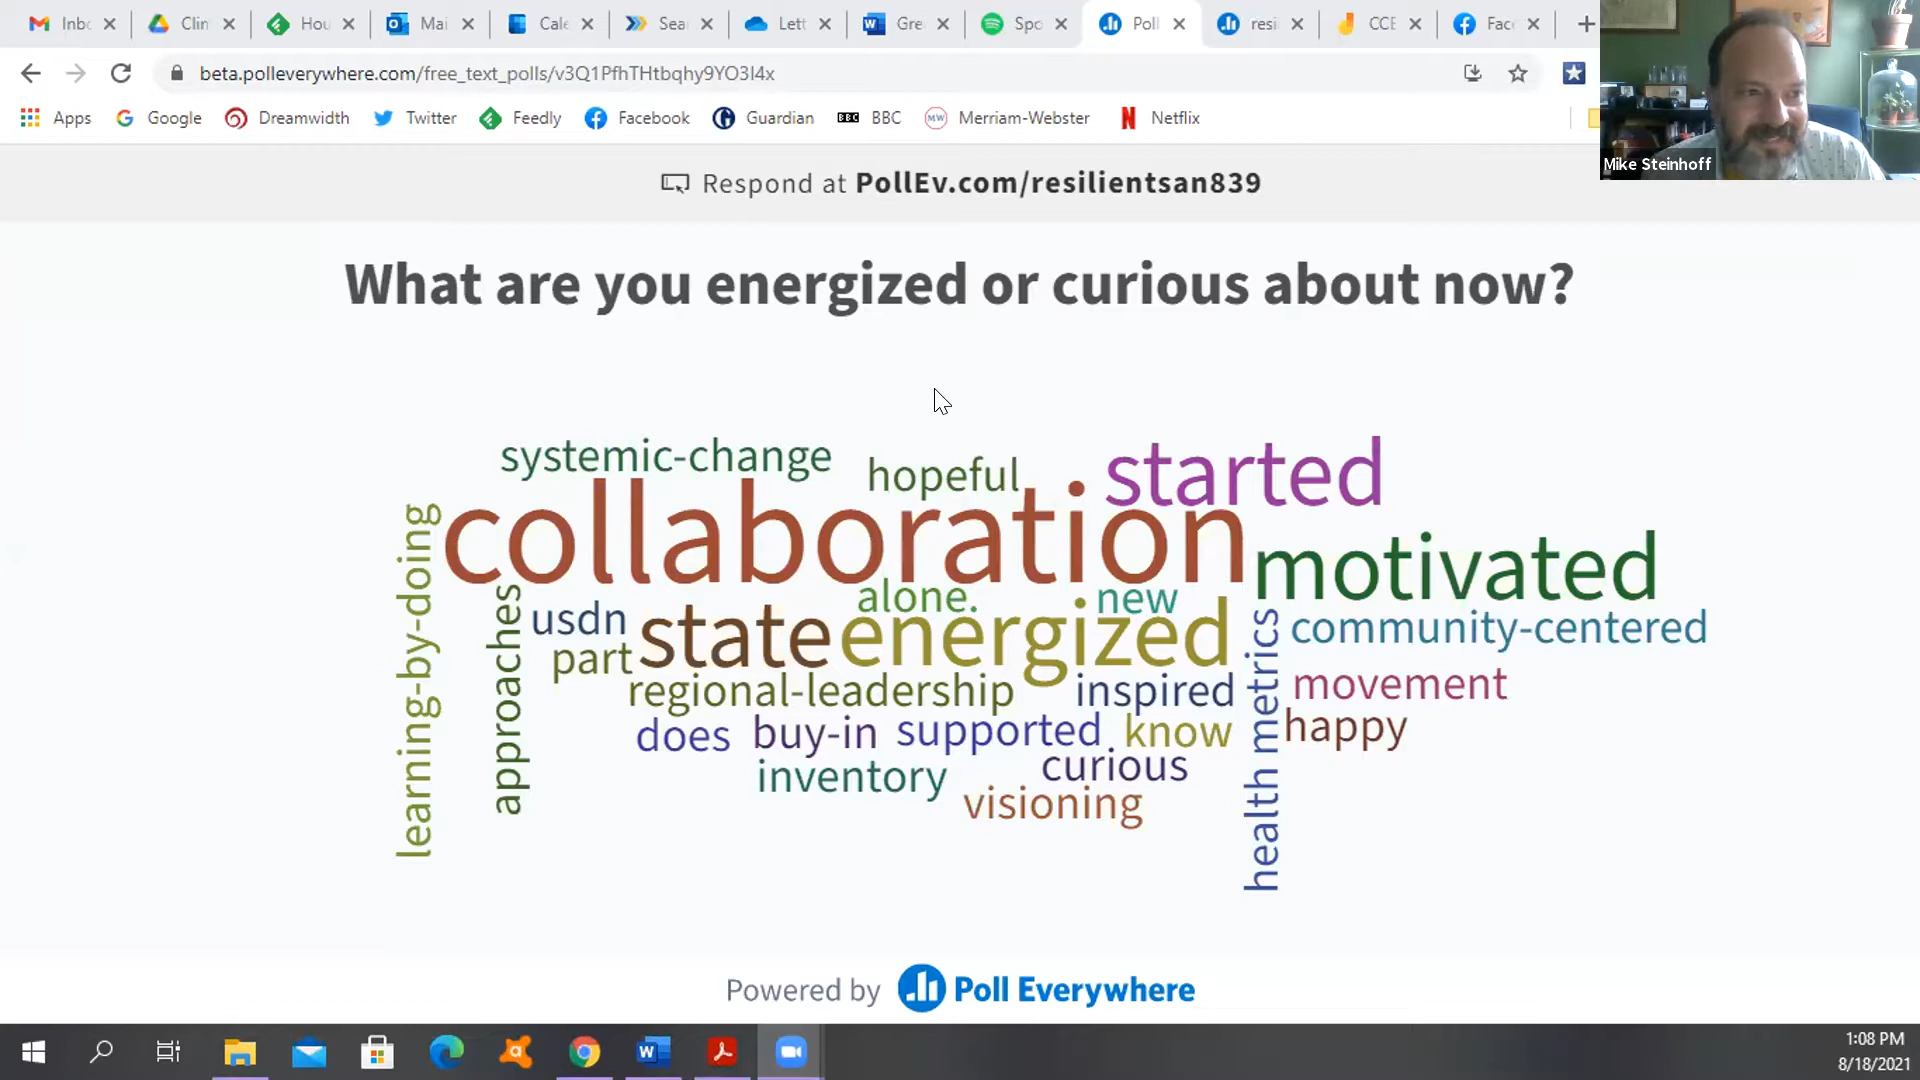 Inb
Clin
Hou
Mai
Cale
Sear
Lett
Gre
Spo
Poll
resi
CCE
Face
beta.polleverywhere.com/free_text_polls/v3Q1PfhTHtbqhy9YO3I4x
Apps
Google
Dreamwidth
Twitter
Feedly
Facebook
Guardian
BBC BBC
MW Merriam-Webster
N Netflix
Mike Steinhoff
Respond at PollEv.com/resilientsan839
What are you energized or curious about now?
systemic-change
hopeful
started
collaboration
motivated
learning-by-doing
approaches
usdn
alone.
new
community-centered
part
state
energized
health metrics
regional-leadership
inspired
movement
does
buy-in
supported
know
happy
inventory
curious
visioning
Powered by Poll Everywhere
1:08 PM
8/18/2021